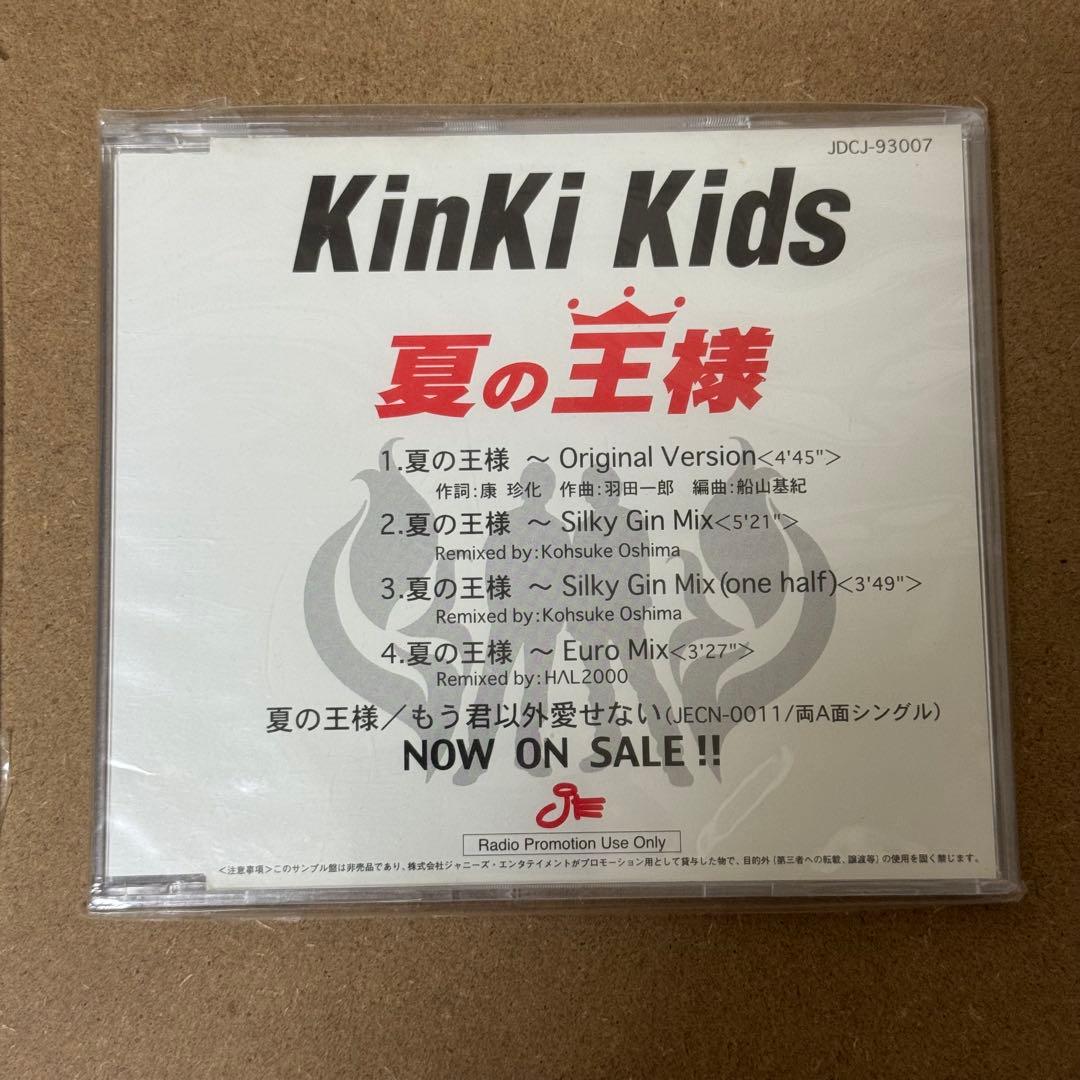 JDCJ-93007
KinKi Kids
夏の王様
1.夏の王様 ～ Original Version<4'45">
作詞:康 珍化 作曲:羽田一郎 編曲:船山基紀
2.夏の王様 ～ Silky Gin Mix<5'21">
Remixed by:Kohsuke Oshima
3.夏の王様 ～ Silky Gin Mix(one half)<3'49">
Remixed by:Kohsuke Oshima
4.夏の王様 ～ Euro Mix<3'27">
Remixed by:HΛL2000
夏の王様／もう君以外愛せない(JECN-0011/両A面シングル)
NOW ON SALE!!
JE
Radio Promotion Use Only
<注意事項>このサンプル盤は非売品であり、株式会社ジャニーズ・エンタテイメントがプロモーション用として貸与した物で、目的外{第三者への転載、譲渡等}の使用を固く禁じます。